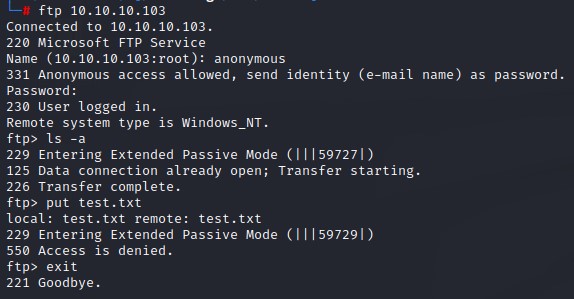 └─# ftp 10.10.10.103
Connected to 10.10.10.103.
220 Microsoft FTP Service
Name (10.10.10.103:root): anonymous
331 Anonymous access allowed, send identity (e-mail name) as password.
Password:
230 User logged in.
Remote system type is Windows_NT.
ftp> ls -a
229 Entering Extended Passive Mode (|||59727|)
125 Data connection already open; Transfer starting.
226 Transfer complete.
ftp> put test.txt
local: test.txt remote: test.txt
229 Entering Extended Passive Mode (|||59729|)
550 Access is denied.
ftp> exit
221 Goodbye.